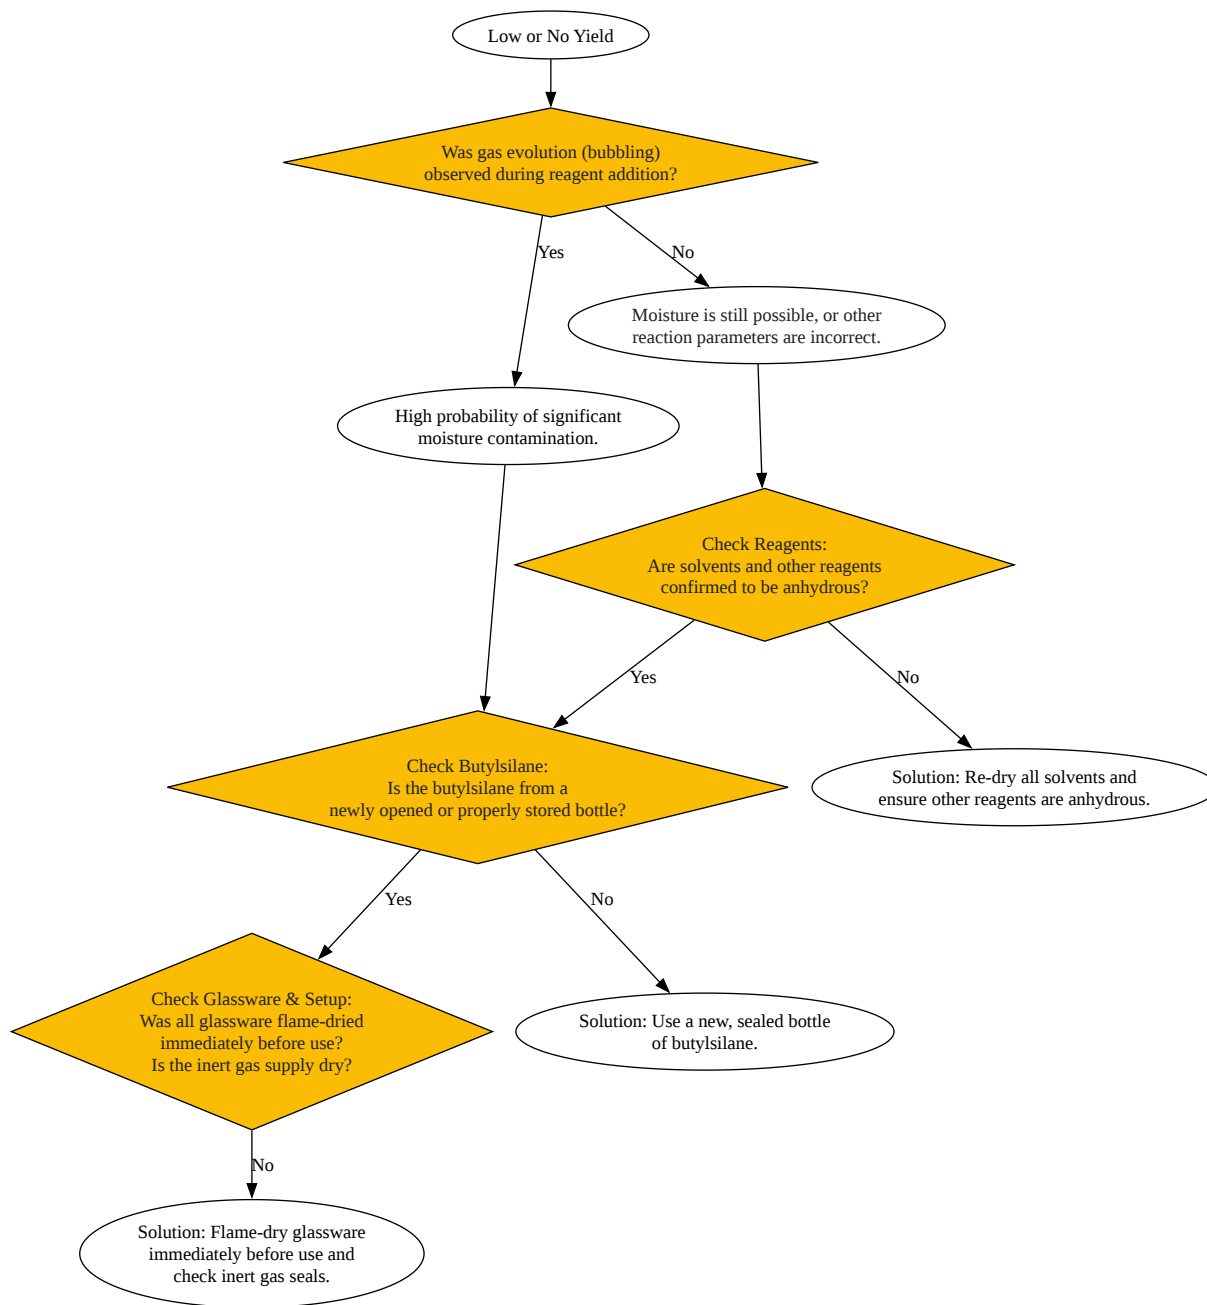 Low or No Yield
Was gas evolution (bubbling)
observed during reagent addition?
Yes
No
Moisture is still possible, or other
reaction parameters are incorrect.
High probability of significant
moisture contamination.
Check Reagents:
Are solvents and other reagents
confirmed to be anhydrous?
Yes
No
Check Butylsilane:
Is the butylsilane from a
newly opened or properly stored bottle?
Solution: Re-dry all solvents and
ensure other reagents are anhydrous.
Yes
No
Check Glassware & Setup:
Was all glassware flame-dried
immediately before use?
Is the inert gas supply dry?
Solution: Use a new, sealed bottle
of butylsilane.
No
Solution: Flame-dry glassware
immediately before use and
check inert gas seals.